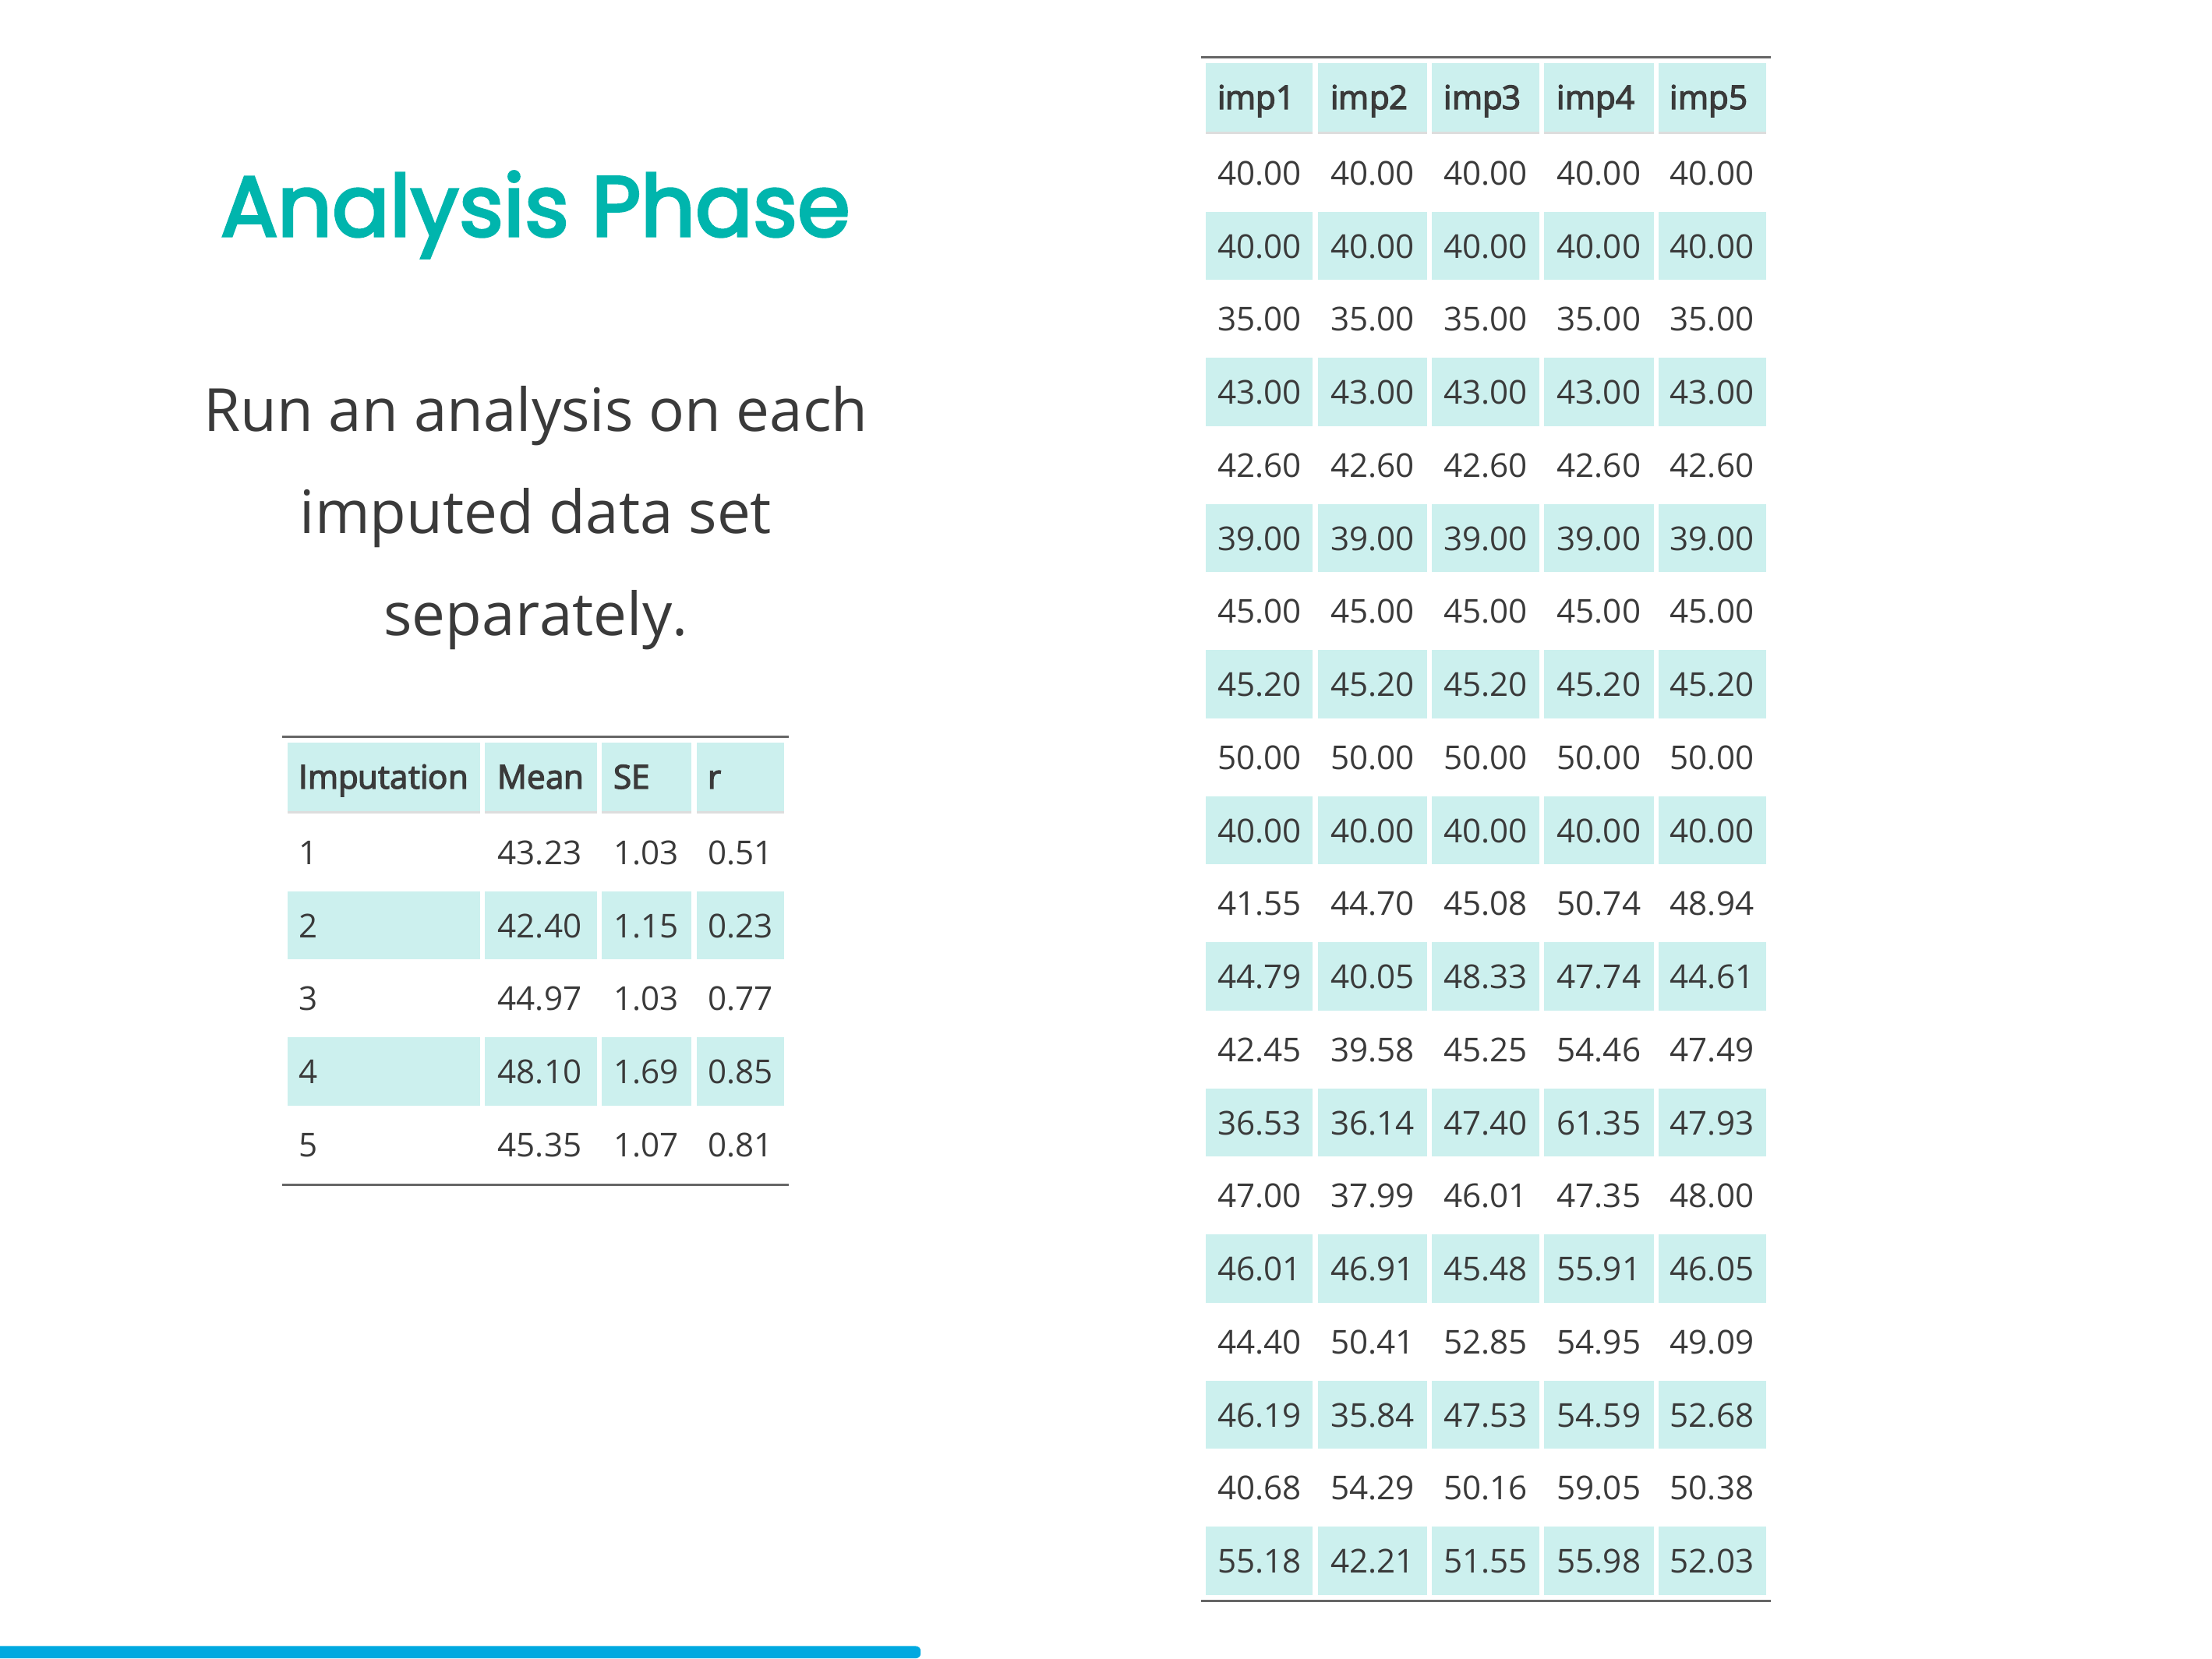 Analysis Phase
Run an analysis on each
imputed data set
separately.
Imputation Mean SE r
1 43.23 1.03 0.51
2 42.40 1.15 0.23
3 44.97 1.03 0.77
4 48.10 1.69 0.85
5 45.35 1.07 0.81
imp1 imp2 imp3 imp4 imp5
40.00 40.00 40.00 40.00 40.00
40.00 40.00 40.00 40.00 40.00
35.00 35.00 35.00 35.00 35.00
43.00 43.00 43.00 43.00 43.00
42.60 42.60 42.60 42.60 42.60
39.00 39.00 39.00 39.00 39.00
45.00 45.00 45.00 45.00 45.00
45.20 45.20 45.20 45.20 45.20
50.00 50.00 50.00 50.00 50.00
40.00 40.00 40.00 40.00 40.00
41.55 44.70 45.08 50.74 48.94
44.79 40.05 48.33 47.74 44.61
42.45 39.58 45.25 54.46 47.49
36.53 36.14 47.40 61.35 47.93
47.00 37.99 46.01 47.35 48.00
46.01 46.91 45.48 55.91 46.05
44.40 50.41 52.85 54.95 49.09
46.19 35.84 47.53 54.59 52.68
40.68 54.29 50.16 59.05 50.38
55.18 42.21 51.55 55.98 52.03